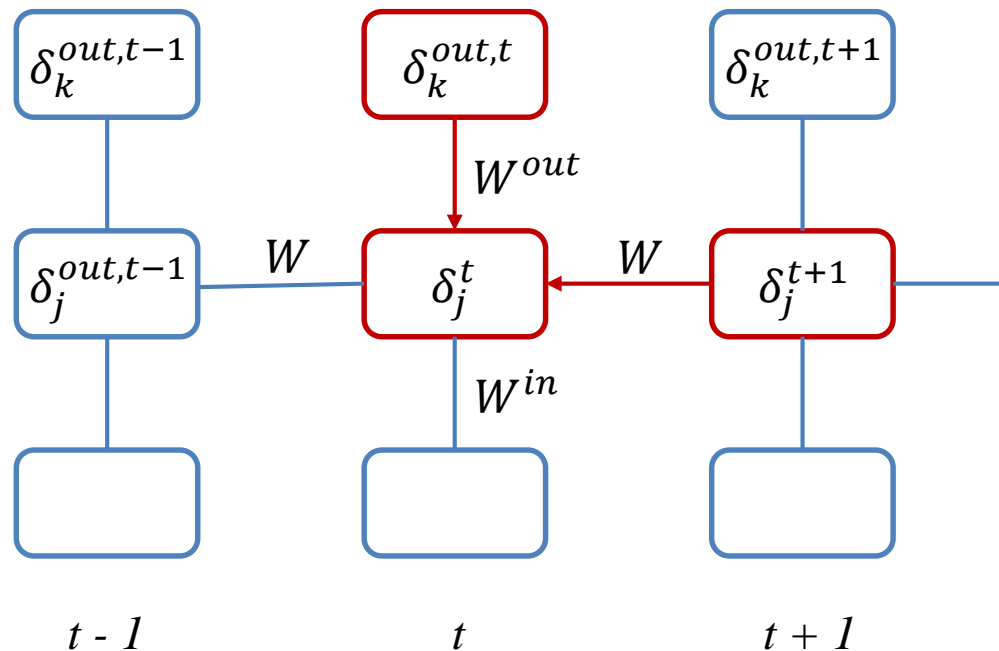 δ_k^{out,t−1} δ_k^{out,t} δ_k^{out,t+1}
W^{out}
δ_j^{out,t−1} W δ_j^t W δ_j^{t+1}
W^{in}
t - 1 t t + 1